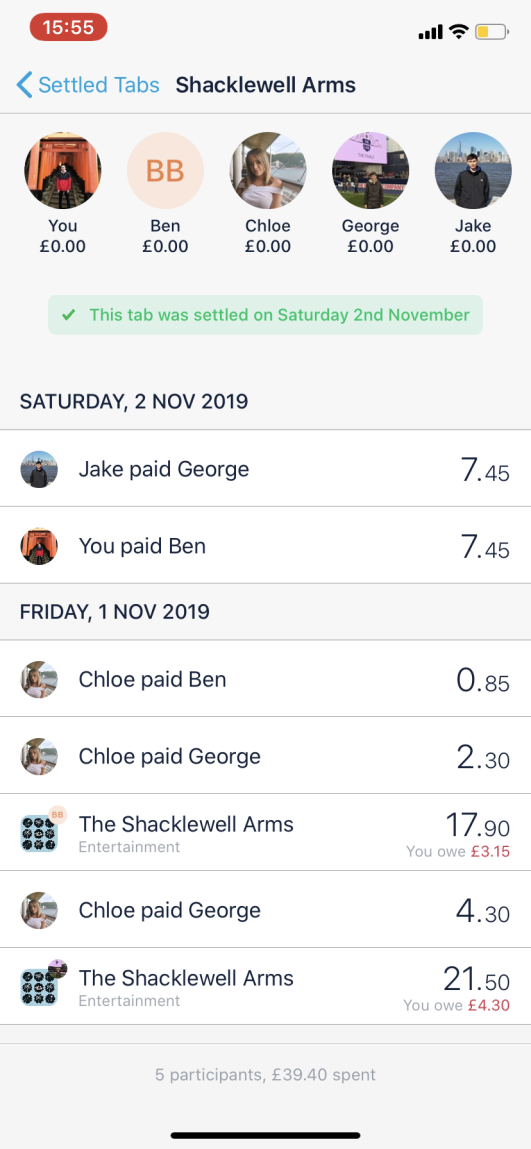 15:55
Settled Tabs Shacklewell Arms
BB
You Ben Chloe George Jake
£0.00 £0.00 £0.00 £0.00 £0.00
This tab was settled on Saturday 2nd November
SATURDAY, 2 NOV 2019
Jake paid George 7.45
You paid Ben 7.45
FRIDAY, 1 NOV 2019
Chloe paid Ben 0.85
Chloe paid George 2.30
BB
The Shacklewell Arms 17.90
Entertainment You owe £3.15
Chloe paid George 4.30
The Shacklewell Arms 21.50
Entertainment You owe £4.30
5 participants, £39.40 spent